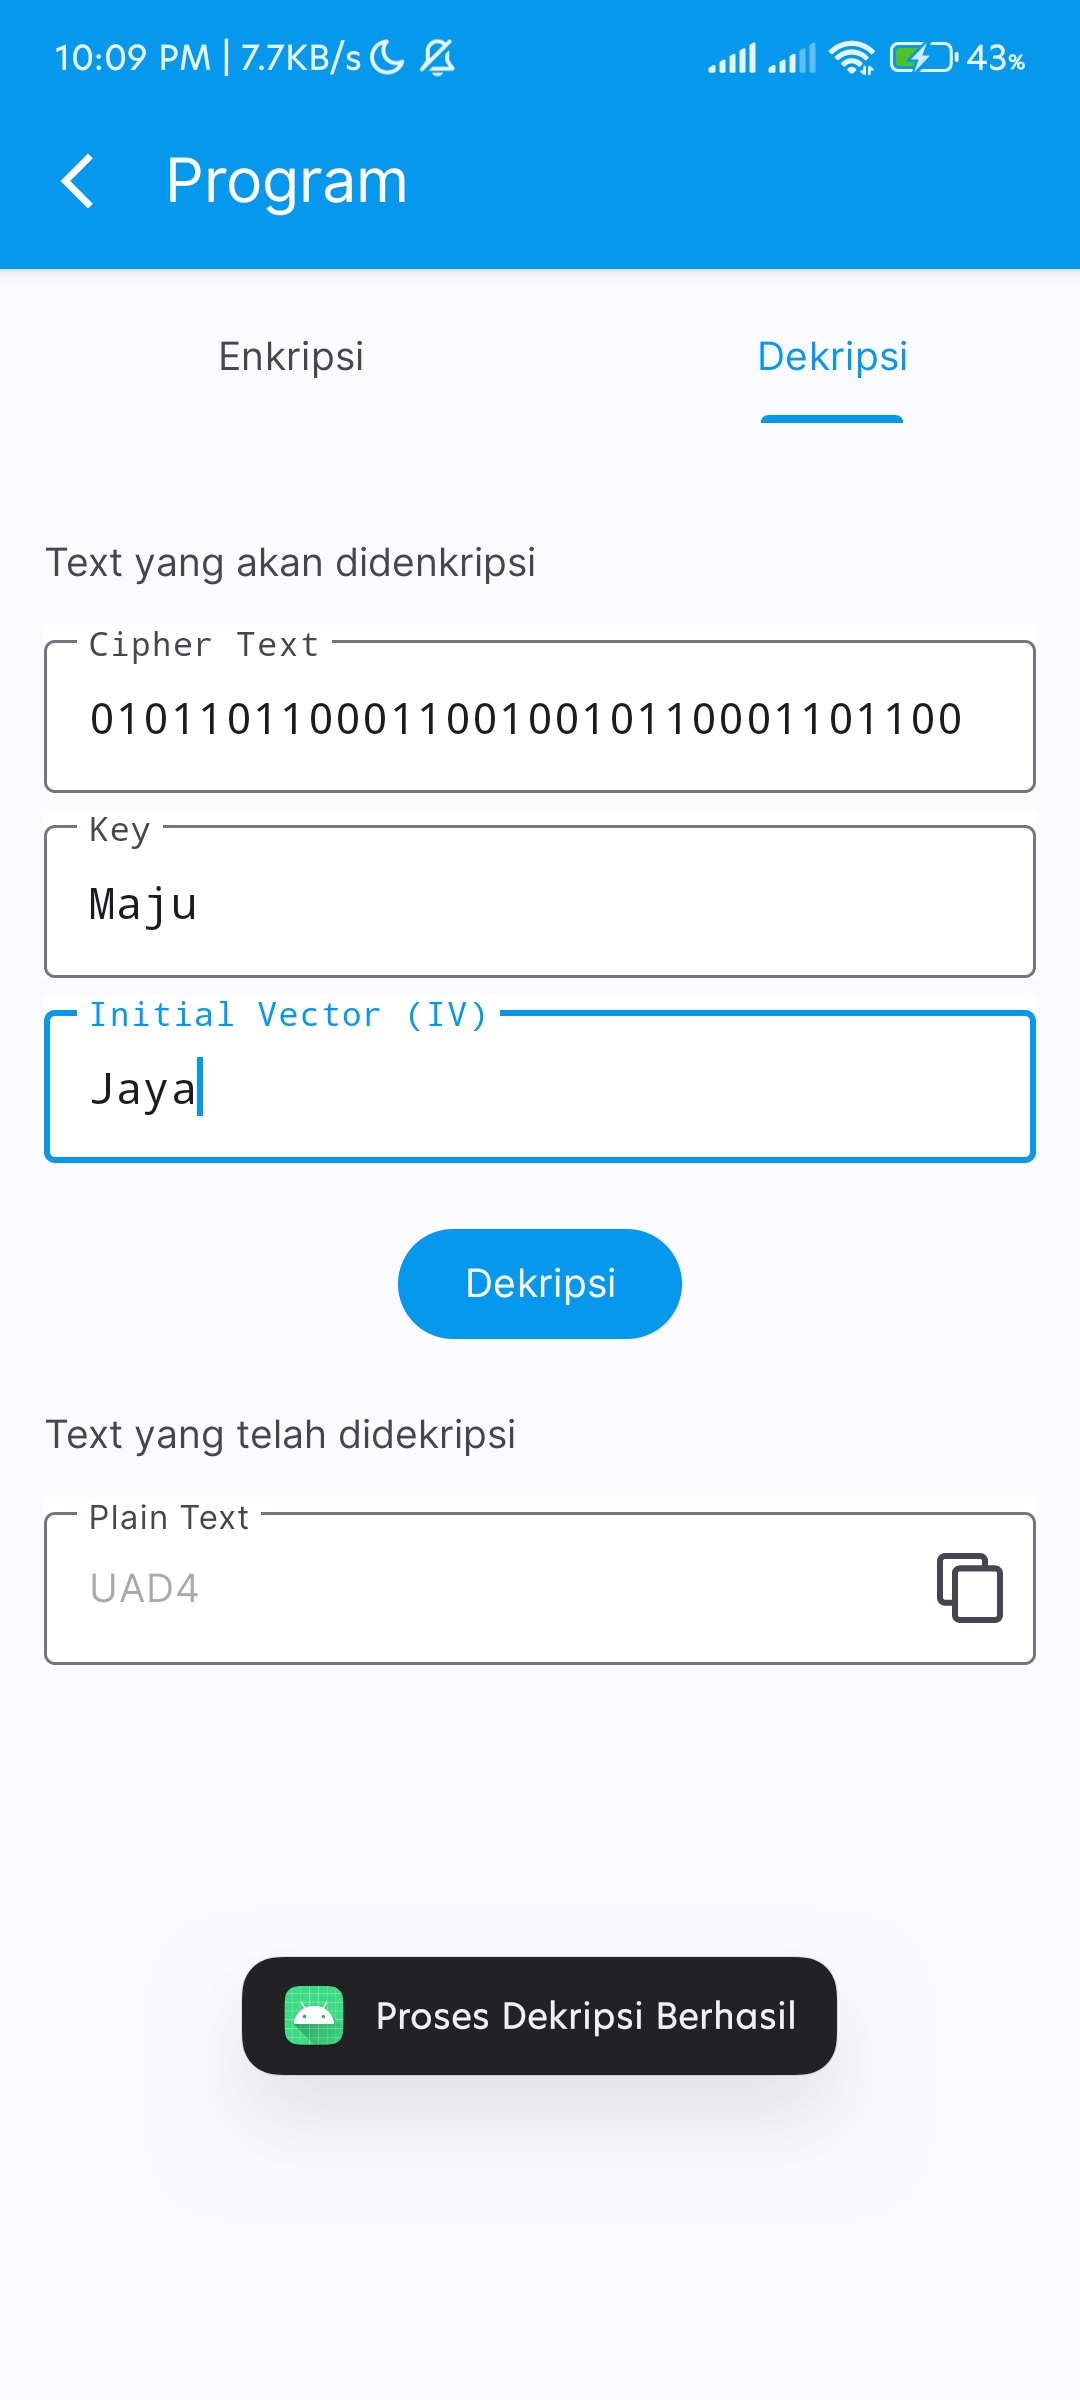 10:09 PM | 7.7KB/s 43%
Program
Enkripsi Dekripsi
Text yang akan didenkripsi
Cipher Text
01011011000110010010110001101100
Key
Maju
Initial Vector (IV)
Jaya
Dekripsi
Text yang telah didekripsi
Plain Text
UAD4
Proses Dekripsi Berhasil